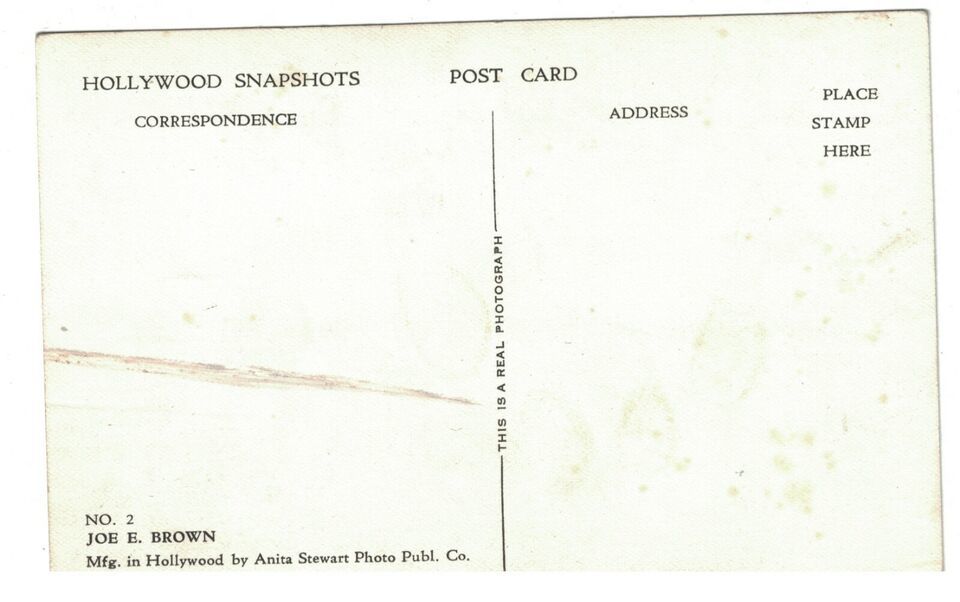 HOLLYWOOD SNAPSHOTS POST CARD
CORRESPONDENCE
ADDRESS
PLACE
STAMP
HERE
THIS IS A REAL PHOTOGRAPH
NO. 2
JOE E. BROWN
Mfg. in Hollywood by Anita Stewart Photo Publ. Co.